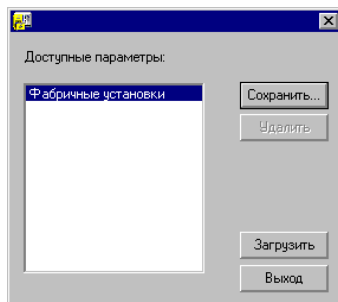 Доступные параметры:
Фабричные установки
Сохранить...
Удалить
Загрузить
Выход